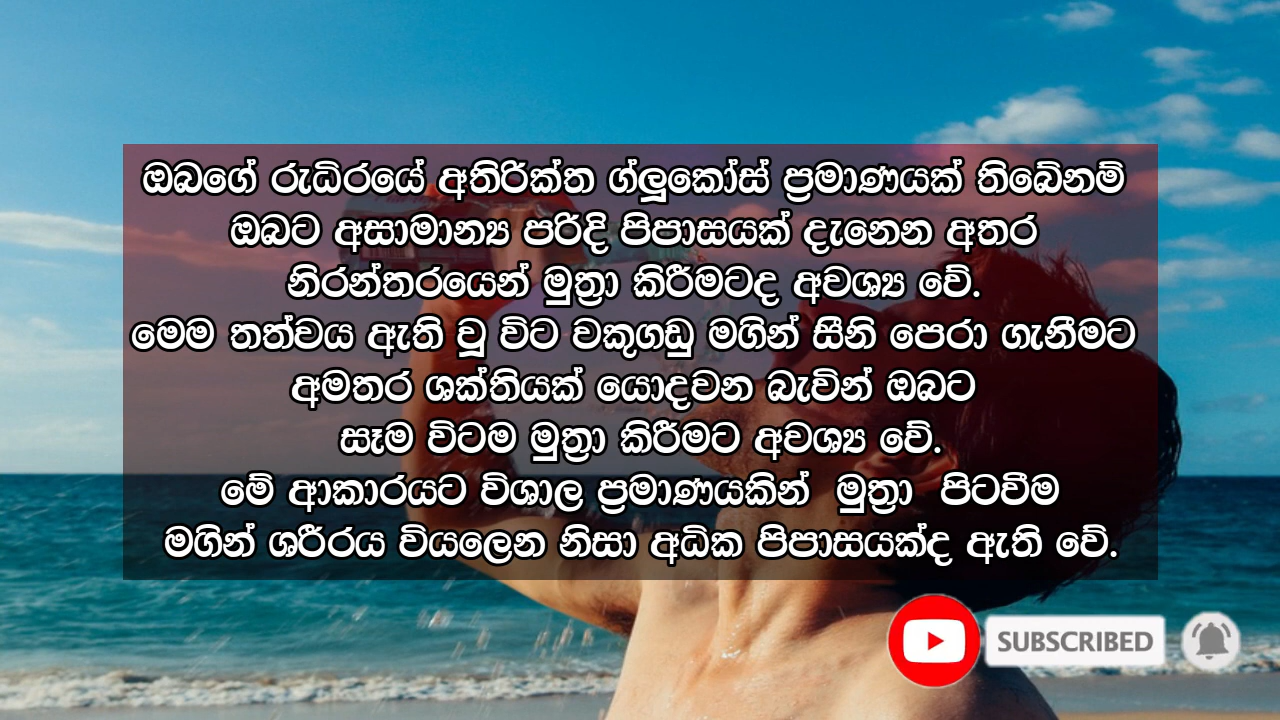 ඔබගේ රුධිරයේ අතිරික්ත ග්ලූකෝස් ප්‍රමාණයක් තිබේනම්
ඔබට අසාමාන්‍ය පරිදි පිපාසයක් දැනෙන අතර
නිරන්තරයෙන් මුත්‍රා කිරීමටද අවශ්‍ය වේ.
මෙම තත්වය ඇති වූ විට වකුගඩු මගින් සීනි පෙරා ගැනීමට
අමතර ශක්තියක් යොදවන බැවින් ඔබට
සෑම විටම මුත්‍රා කිරීමට අවශ්‍ය වේ.
මේ ආකාරයට විශාල ප්‍රමාණයකින් මුත්‍රා පිටවීම
මගින් ශරීරය වියලෙන නිසා අධික පිපාසයක්ද ඇති වේ.
SUBSCRIBED